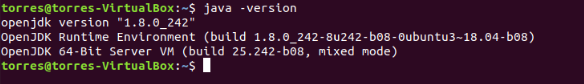 torres@torres-VirtualBox:~$ java -version
openjdk version "1.8.0_242"
OpenJDK Runtime Environment (build 1.8.0_242-8u242-b08-0ubuntu3~18.04-b08)
OpenJDK 64-Bit Server VM (build 25.242-b08, mixed mode)
torres@torres-VirtualBox:~$